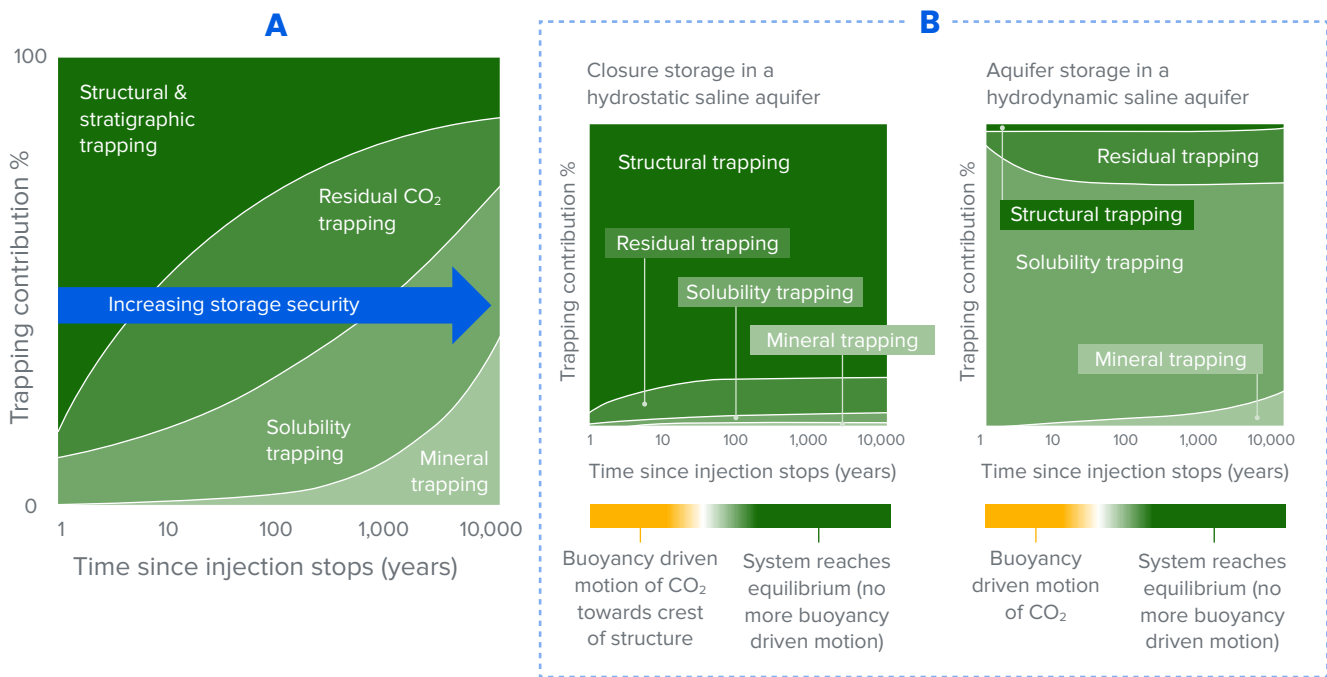 A
100
Structural &
stratigraphic
trapping
Residual CO₂
trapping
Increasing storage security
Solubility
trapping
Mineral
trapping
Trapping contribution %
0
1 10 100 1,000 10,000
Time since injection stops (years)
B
Closure storage in a
hydrostatic saline aquifer
Structural trapping
Residual trapping
Solubility trapping
Mineral trapping
Trapping contribution %
1 10 100 1,000 10,000
Time since injection stops (years)
Buoyancy driven
motion of CO₂
towards crest
of structure
System reaches
equilibrium (no
more buoyancy
driven motion)
Aquifer storage in a
hydrodynamic saline aquifer
Residual trapping
Structural trapping
Solubility trapping
Mineral trapping
Trapping contribution %
1 10 100 1,000 10,000
Time since injection stops (years)
Buoyancy
driven motion
of CO₂
System reaches
equilibrium (no
more buoyancy
driven motion)